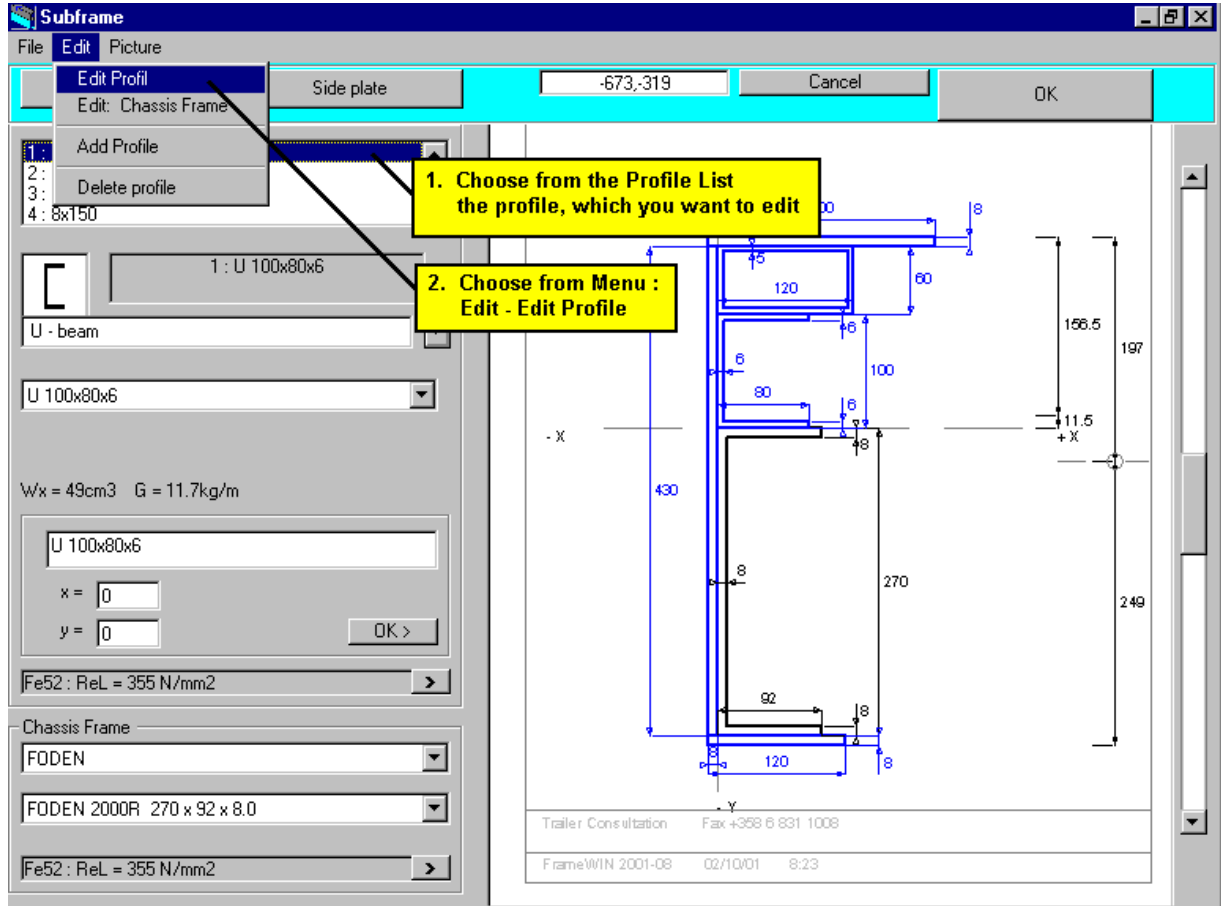 Subframe
File Edit Picture
Edit Profil
Edit: Chassis Frame
Add Profile
Delete profile
Side plate
-673,-319
Cancel
OK
1 :
2 :
3 :
4 : 8x150
1. Choose from the Profile List
the profile, which you want to edit
1 : U 100x80x6
2. Choose from Menu :
Edit - Edit Profile
U - beam
U 100x80x6
Wx = 49cm3 G = 11.7kg/m
U 100x80x6
x = 0
y = 0
OK >
Fe52 : ReL = 355 N/mm2 >
Chassis Frame
FODEN
FODEN 2000R 270 x 92 x 8.0
Fe52 : ReL = 355 N/mm2 >
8
5
120
60
6
156.5
197
6
100
80
6
11.5
- X
+ X
8
430
8
270
249
92
8
8
120
8
- Y
Trailer Consultation Fax +358 6 831 1008
FrameWIN 2001-08 02/10/01 8:23